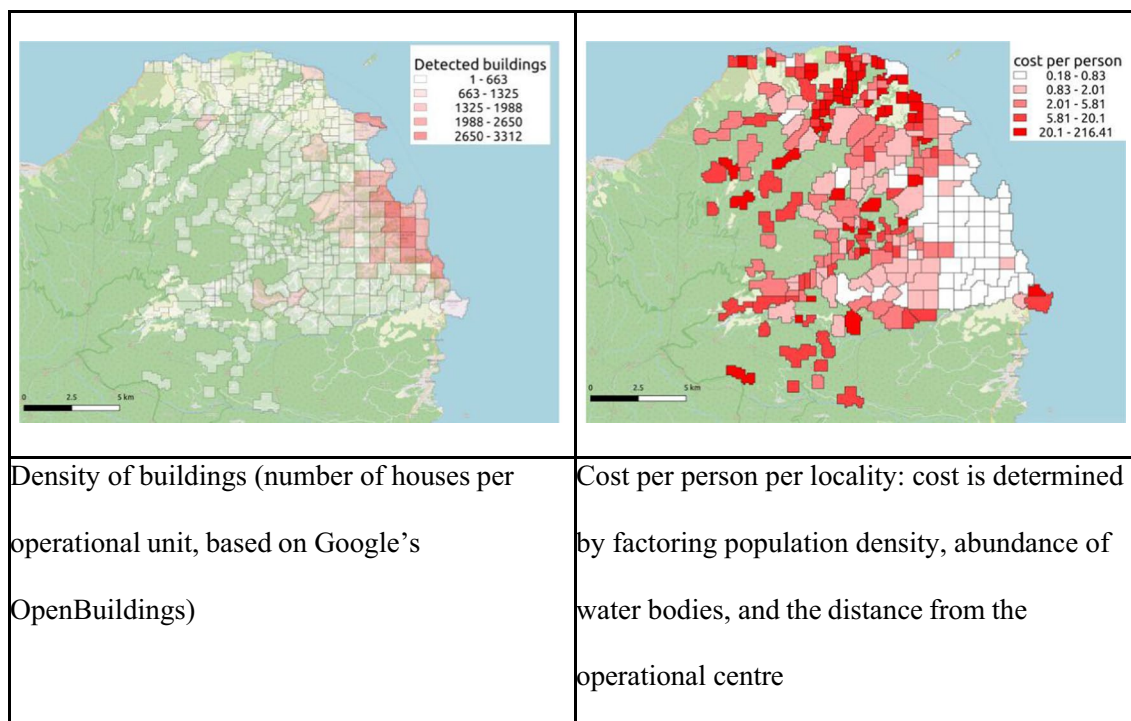 Detected buildings
1 - 663
663 - 1325
1325 - 1988
1988 - 2650
2650 - 3312
0 2.5 5 km
cost per person
0.18 - 0.83
0.83 - 2.01
2.01 - 5.81
5.81 - 20.1
20.1 - 216.41
0 2.5 5 km
Density of buildings (number of houses per
operational unit, based on Google’s
OpenBuildings)
Cost per person per locality: cost is determined
by factoring population density, abundance of
water bodies, and the distance from the
operational centre